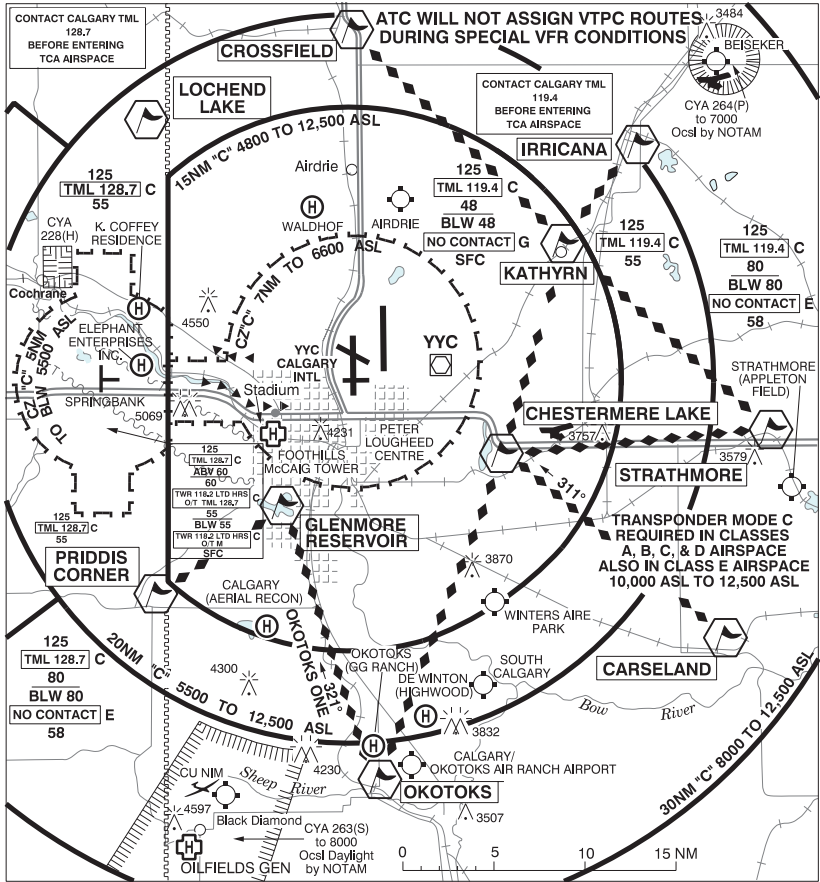 CONTACT CALGARY TML
128.7
BEFORE ENTERING
TCA AIRSPACE
CROSSFIELD
ATC WILL NOT ASSIGN VTPC ROUTES
DURING SPECIAL VFR CONDITIONS
3484
BEISEKER
CYA 264(P)
to 7000
Ocsl by NOTAM
LOCHEND
LAKE
CONTACT CALGARY TML
119.4
BEFORE ENTERING
TCA AIRSPACE
IRRICANA
15NM "C" 4800 TO 12,500 ASL
Airdrie
WALDHOF
AIRDRIE
125
TML 119.4 C
48
BLW 48
NO CONTACT G
SFC
125
TML 128.7 C
55
CYA
228(H)
K. COFFEY
RESIDENCE
Cochrane
KATHYRN
125
TML 119.4 C
55
125
TML 119.4 C
80
BLW 80
NO CONTACT E
58
CZ "C" 7NM TO 6600 ASL
4550
ELEPHANT
ENTERPRISES
INC.
CZ "C" 5NM
TO BLW 5500 ASL
SPRINGBANK
5069
YYC
CALGARY
INTL
YYC
Stadium
4231
FOOTHILLS
McCAIG TOWER
PETER
LOUGHEED
CENTRE
CHESTERMERE LAKE
3757
STRATHMORE
(APPLETON
FIELD)
3579
STRATHMORE
311°
125
TML 128.7 C
ABV 60
60
TWR 118.2 LTD HRS C
O/T TML 128.7
55
BLW 55
TWR 118.2 LTD HRS C
O/T M
SFC
125
TML 128.7 C
55
GLENMORE
RESERVOIR
TRANSPONDER MODE C
REQUIRED IN CLASSES
A, B, C, & D AIRSPACE
ALSO IN CLASS E AIRSPACE
10,000 ASL TO 12,500 ASL
PRIDDIS
CORNER
3870
CALGARY
(AERIAL RECON)
WINTERS AIRE
PARK
CARSELAND
OKOTOKS ONE
321°
OKOTOKS
(GG RANCH)
DE WINTON
(HIGHWOOD)
SOUTH
CALGARY
Bow River
125
TML 128.7 C
80
BLW 80
NO CONTACT E
58
20NM "C" 5500 TO 12,500 ASL
4300
3832
4230
CALGARY/
OKOTOKS AIR RANCH AIRPORT
OKOTOKS
30NM "C" 8000 TO 12,500 ASL
CU NIM
Sheep River
4597
Black Diamond
OILFIELDS GEN
CYA 263(S)
to 8000
Ocsl Daylight
by NOTAM
3507
0 5 10 15 NM